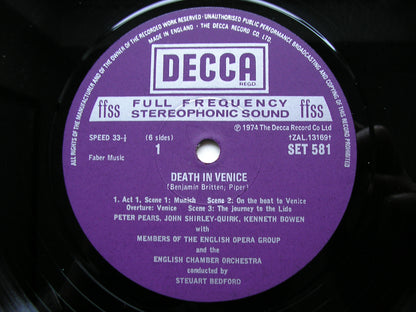 ALL RIGHTS OF THE MANUFACTURER AND OF THE OWNER OF THE RECORDED WORK RESERVED · UNAUTHORISED PUBLIC PERFORMANCE BROADCASTING AND COPYING OF THIS RECORD PROHIBITED
MADE IN ENGLAND · THE DECCA RECORD CO LTD.
DECCA
REGD.
ffss FULL FREQUENCY STEREOPHONIC SOUND ffss
SPEED 33⅓ (6 sides)
℗ 1974 The Decca Record Co Ltd
†ZAL.13169†
Faber Music 1 SET 581
DEATH IN VENICE
(Benjamin Britten, Piper)
1. Act 1, Scene 1: Munich Scene 2: On the boat to Venice
Overture: Venice Scene 3: The journey to the Lido
PETER PEARS, JOHN SHIRLEY-QUIRK, KENNETH BOWEN
with
MEMBERS OF THE ENGLISH OPERA GROUP
and the
ENGLISH CHAMBER ORCHESTRA
conducted by
STEUART BEDFORD